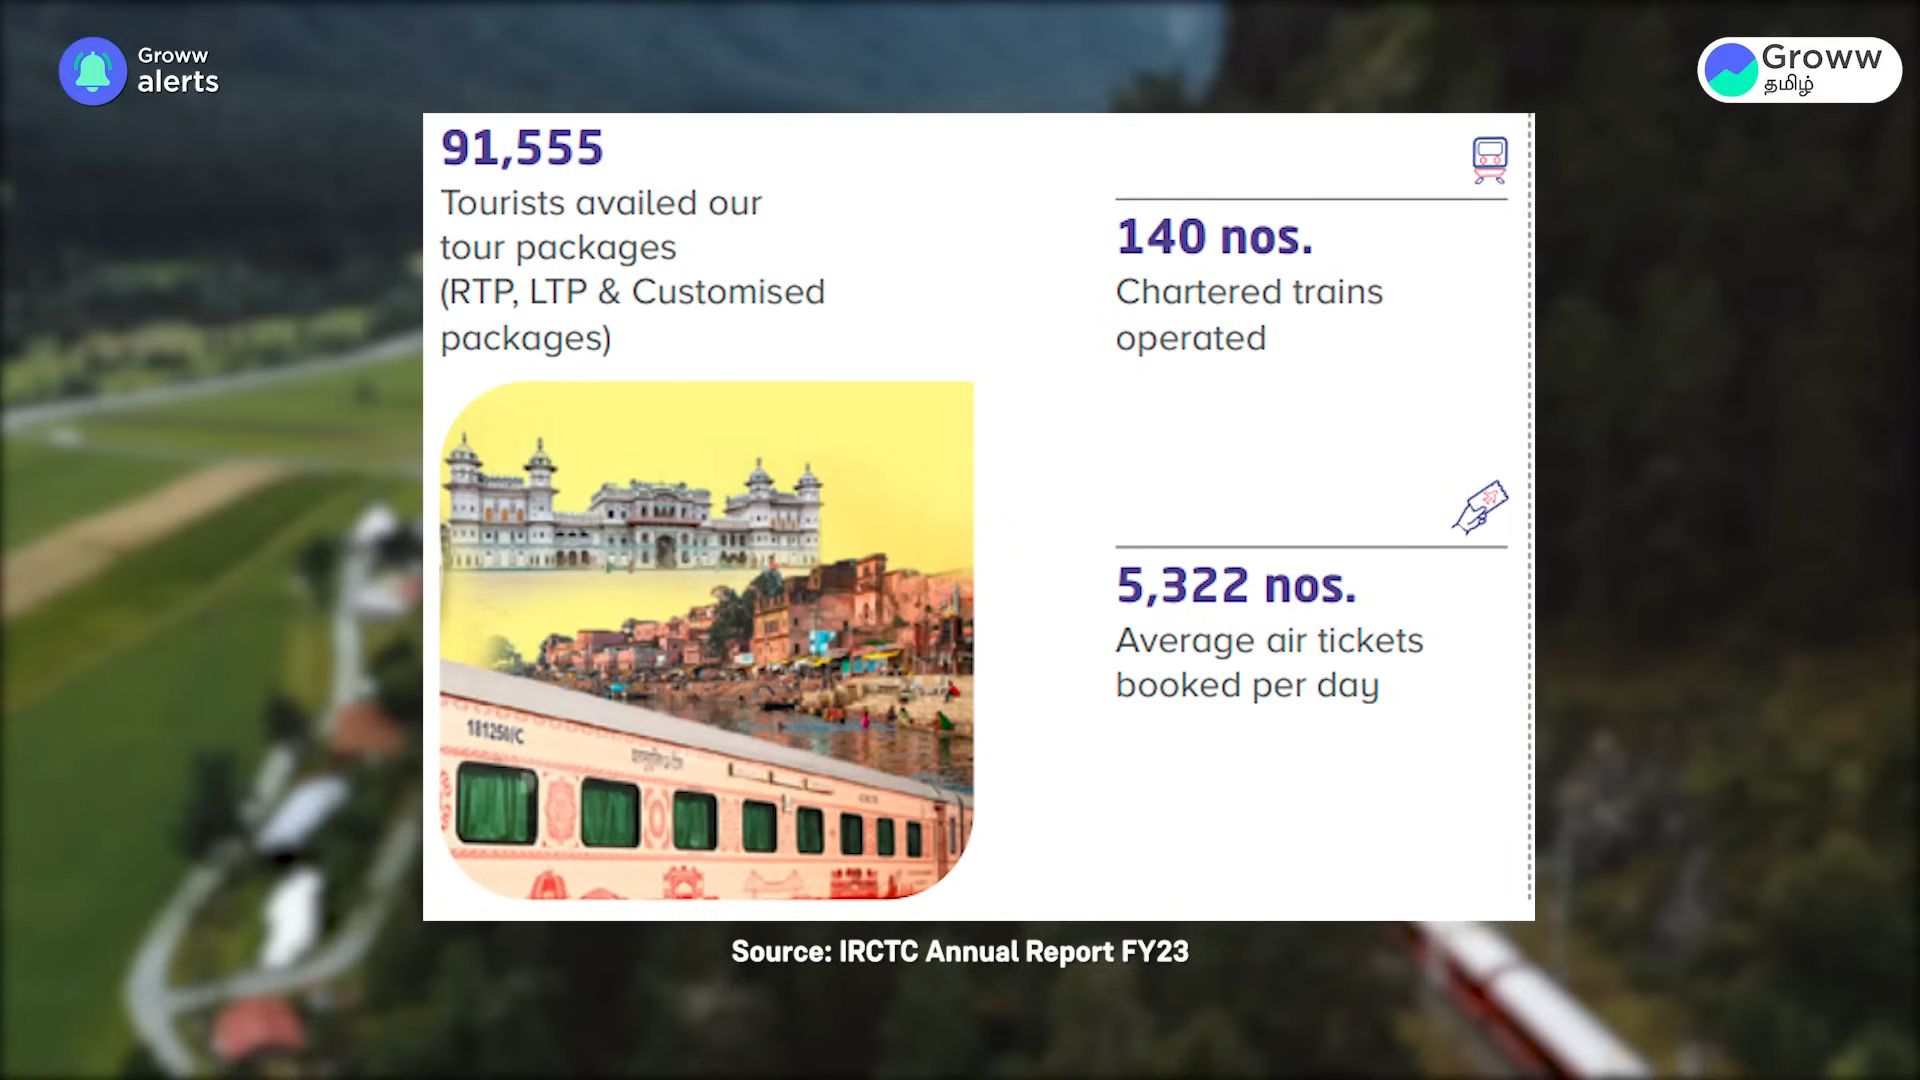 Groww
alerts
Groww
தமிழ்
91,555
Tourists availed our
tour packages
(RTP, LTP & Customised
packages)
140 nos.
Chartered trains
operated
5,322 nos.
Average air tickets
booked per day
181250/C
Source: IRCTC Annual Report FY23